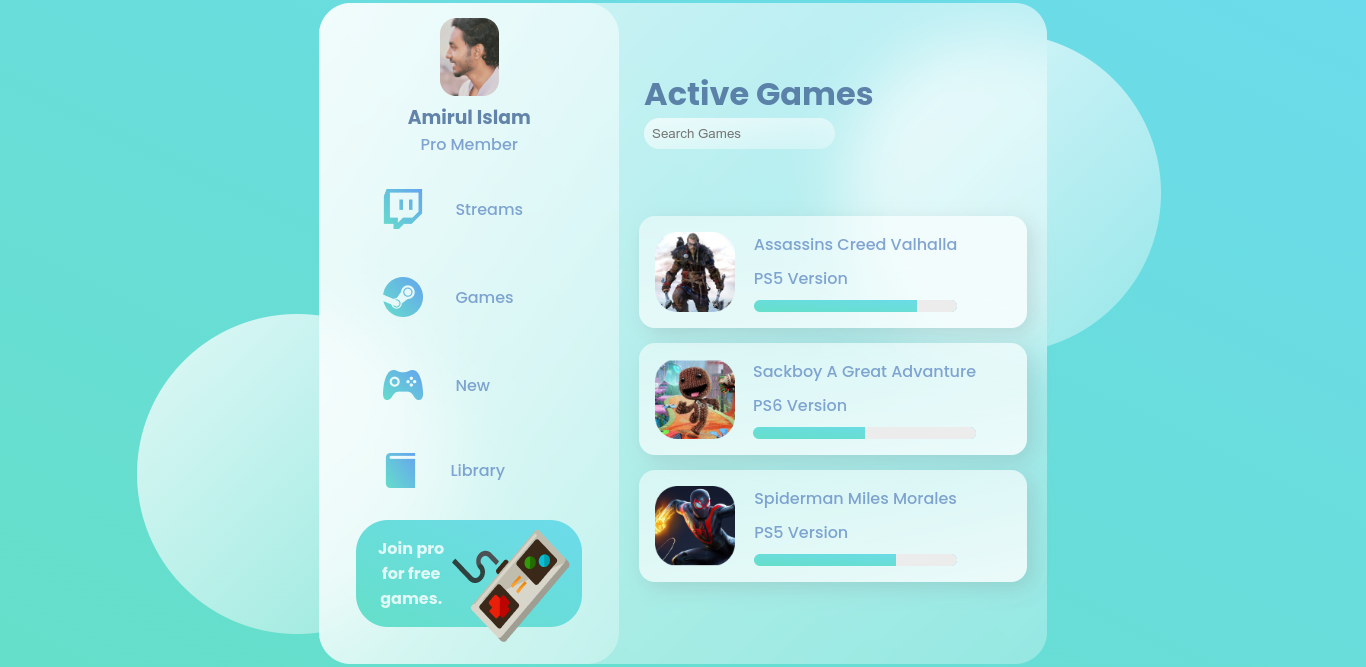 Amirul Islam
Pro Member
Streams
Games
New
Library
Join pro
for free
games.
Active Games
Search Games
Assassins Creed Valhalla
PS5 Version
Sackboy A Great Advanture
PS6 Version
Spiderman Miles Morales
PS5 Version